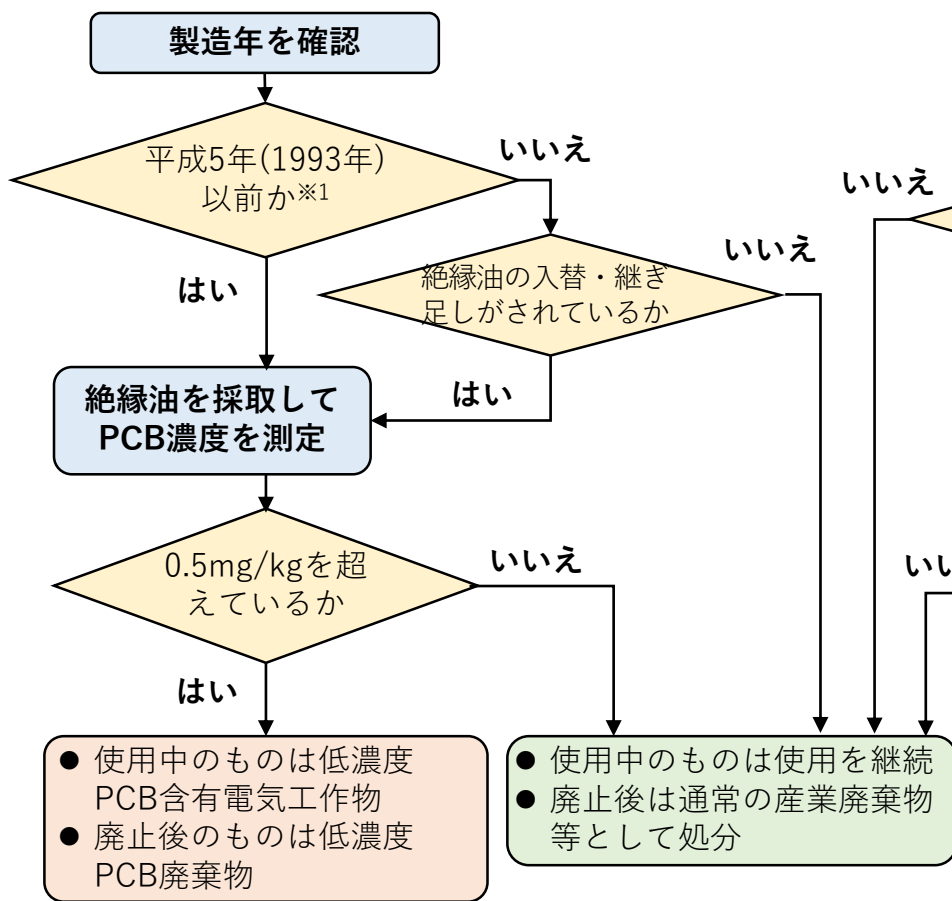 製造年を確認
平成5年(1993年)
以前か※1
いいえ
はい
絶縁油の入替・継ぎ
足しがされているか
いいえ
はい
いいえ
絶縁油を採取して
PCB濃度を測定
0.5mg/kgを超
えているか
いいえ
はい
いい
● 使用中のものは低濃度
PCB含有電気工作物
● 廃止後のものは低濃度
PCB廃棄物
● 使用中のものは使用を継続
● 廃止後は通常の産業廃棄物
等として処分